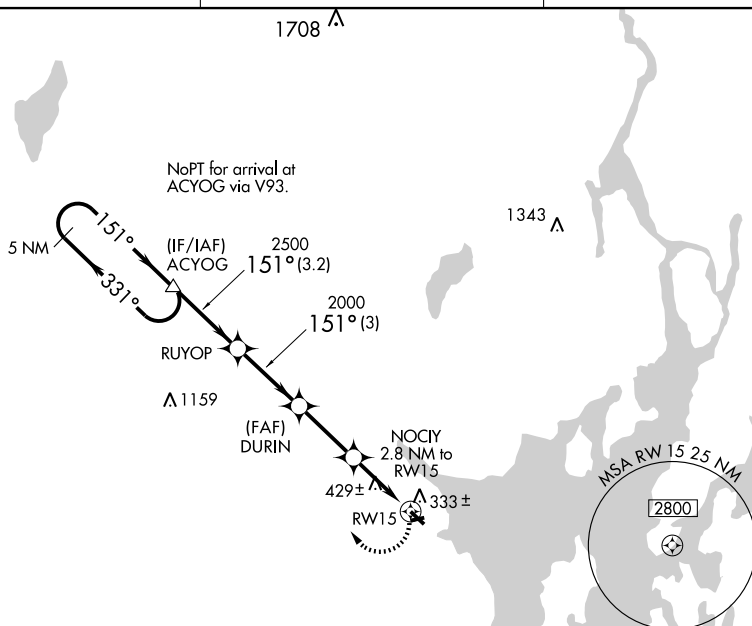 1708
NoPT for arrival at
ACYOG via V93.
1343
5 NM
151°
331°
(IF/IAF)
ACYOG
2500
151° (3.2)
2000
151° (3)
RUYOP
1159
(FAF)
DURIN
NOCIY
2.8 NM to
RW15
429±
333±
RW15
MSA RW 15 25 NM
2800